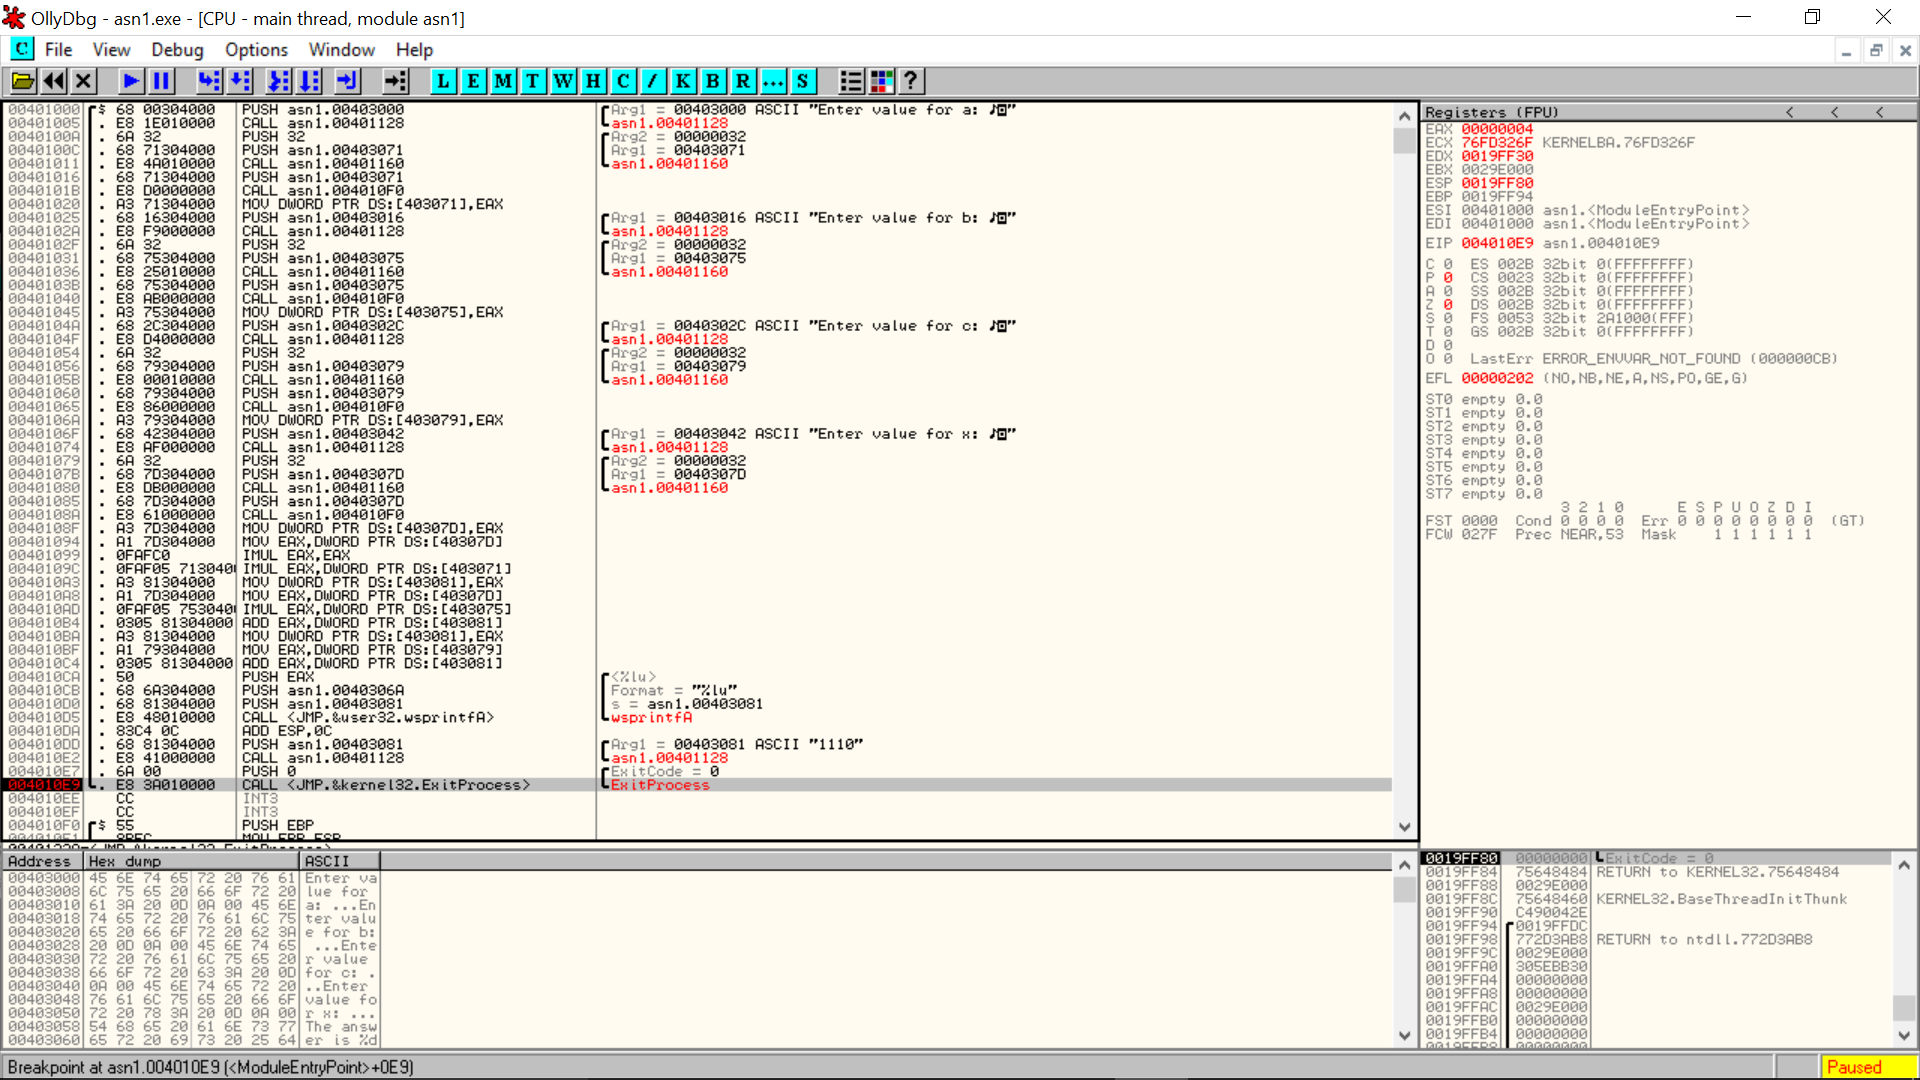 OllyDbg - asn1.exe - [CPU - main thread, module asn1]
C File View Debug Options Window Help
L E M T W H C / K B R ... S ?
00401000 $ 68 00304000 PUSH asn1.00403000 Arg1 = 00403000 ASCII "Enter value for a: ♪◙"
00401005 . E8 1E010000 CALL asn1.00401128 asn1.00401128
0040100A . 6A 32 PUSH 32 Arg2 = 00000032
0040100C . 68 71304000 PUSH asn1.00403071 Arg1 = 00403071
00401011 . E8 4A010000 CALL asn1.00401160 asn1.00401160
00401016 . 68 71304000 PUSH asn1.00403071
0040101B . E8 D0000000 CALL asn1.004010F0
00401020 . A3 71304000 MOV DWORD PTR DS:[403071],EAX
00401025 . 68 16304000 PUSH asn1.00403016 Arg1 = 00403016 ASCII "Enter value for b: ♪◙"
0040102A . E8 F9000000 CALL asn1.00401128 asn1.00401128
0040102F . 6A 32 PUSH 32 Arg2 = 00000032
00401031 . 68 75304000 PUSH asn1.00403075 Arg1 = 00403075
00401036 . E8 25010000 CALL asn1.00401160 asn1.00401160
0040103B . 68 75304000 PUSH asn1.00403075
00401040 . E8 AB000000 CALL asn1.004010F0
00401045 . A3 75304000 MOV DWORD PTR DS:[403075],EAX
0040104A . 68 2C304000 PUSH asn1.0040302C Arg1 = 0040302C ASCII "Enter value for c: ♪◙"
0040104F . E8 D4000000 CALL asn1.00401128 asn1.00401128
00401054 . 6A 32 PUSH 32 Arg2 = 00000032
00401056 . 68 79304000 PUSH asn1.00403079 Arg1 = 00403079
0040105B . E8 00010000 CALL asn1.00401160 asn1.00401160
00401060 . 68 79304000 PUSH asn1.00403079
00401065 . E8 86000000 CALL asn1.004010F0
0040106A . A3 79304000 MOV DWORD PTR DS:[403079],EAX
0040106F . 68 42304000 PUSH asn1.00403042 Arg1 = 00403042 ASCII "Enter value for x: ♪◙"
00401074 . E8 AF000000 CALL asn1.00401128 asn1.00401128
00401079 . 6A 32 PUSH 32 Arg2 = 00000032
0040107B . 68 7D304000 PUSH asn1.0040307D Arg1 = 0040307D
00401080 . E8 DB000000 CALL asn1.00401160 asn1.00401160
00401085 . 68 7D304000 PUSH asn1.0040307D
0040108A . E8 61000000 CALL asn1.004010F0
0040108F . A3 7D304000 MOV DWORD PTR DS:[40307D],EAX
00401094 . A1 7D304000 MOV EAX,DWORD PTR DS:[40307D]
00401099 . 0FAFC0 IMUL EAX,EAX
0040109C . 0FAF05 713040 IMUL EAX,DWORD PTR DS:[403071]
004010A3 . A3 81304000 MOV DWORD PTR DS:[403081],EAX
004010A8 . A1 7D304000 MOV EAX,DWORD PTR DS:[40307D]
004010AD . 0FAF05 753040 IMUL EAX,DWORD PTR DS:[403075]
004010B4 . 0305 81304000 ADD EAX,DWORD PTR DS:[403081]
004010BA . A3 81304000 MOV DWORD PTR DS:[403081],EAX
004010BF . A1 79304000 MOV EAX,DWORD PTR DS:[403079]
004010C4 . 0305 81304000 ADD EAX,DWORD PTR DS:[403081]
004010CA . 50 PUSH EAX <%lu>
004010CB . 68 6A304000 PUSH asn1.0040306A Format = "%lu"
004010D0 . 68 81304000 PUSH asn1.00403081 s = asn1.00403081
004010D5 . E8 48010000 CALL <JMP.&user32.wsprintfA> wsprintfA
004010DA . 83C4 0C ADD ESP,0C
004010DD . 68 81304000 PUSH asn1.00403081 Arg1 = 00403081 ASCII "1110"
004010E2 . E8 41000000 CALL asn1.00401128 asn1.00401128
004010E7 . 6A 00 PUSH 0 ExitCode = 0
004010E9 . E8 3A010000 CALL <JMP.&kernel32.ExitProcess> ExitProcess
004010EE CC INT3
004010EF CC INT3
004010F0 $ 55 PUSH EBP
Registers (FPU) < < <
EAX 00000004
ECX 76FD326F KERNELBA.76FD326F
EDX 0019FF30
EBX 0029E000
ESP 0019FF80
EBP 0019FF94
ESI 00401000 asn1.<ModuleEntryPoint>
EDI 00401000 asn1.<ModuleEntryPoint>
EIP 004010E9 asn1.004010E9
C 0 ES 002B 32bit 0(FFFFFFFF)
P 0 CS 0023 32bit 0(FFFFFFFF)
A 0 SS 002B 32bit 0(FFFFFFFF)
Z 0 DS 002B 32bit 0(FFFFFFFF)
S 0 FS 0053 32bit 2A1000(FFF)
T 0 GS 002B 32bit 0(FFFFFFFF)
D 0
O 0 LastErr ERROR_ENVVAR_NOT_FOUND (000000CB)
EFL 00000202 (NO,NB,NE,A,NS,PO,GE,G)
ST0 empty 0.0
ST1 empty 0.0
ST2 empty 0.0
ST3 empty 0.0
ST4 empty 0.0
ST5 empty 0.0
ST6 empty 0.0
ST7 empty 0.0
3 2 1 0 E S P U O Z D I
FST 0000 Cond 0 0 0 0 Err 0 0 0 0 0 0 0 0 (GT)
FCW 027F Prec NEAR,53 Mask 1 1 1 1 1 1
Address Hex dump ASCII
00403000 45 6E 74 65 72 20 76 61 Enter va
00403008 6C 75 65 20 66 6F 72 20 lue for
00403010 61 3A 20 0D 0A 00 45 6E a: ...En
00403018 74 65 72 20 76 61 6C 75 ter valu
00403020 65 20 66 6F 72 20 62 3A e for b:
00403028 20 0D 0A 00 45 6E 74 65 ...Ente
00403030 72 20 76 61 6C 75 65 20 r value
00403038 66 6F 72 20 63 3A 20 0D for c: .
00403040 0A 00 45 6E 74 65 72 20 ..Enter
00403048 76 61 6C 75 65 20 66 6F value fo
00403050 72 20 78 3A 20 0D 0A 00 r x: ...
00403058 54 68 65 20 61 6E 73 77 The answ
00403060 65 72 20 69 73 20 25 64 er is %d
0019FF80 00000000 ExitCode = 0
0019FF84 75648484 RETURN to KERNEL32.75648484
0019FF88 0029E000
0019FF8C 75648460 KERNEL32.BaseThreadInitThunk
0019FF90 C490042E
0019FF94 0019FFDC
0019FF98 772D3AB8 RETURN to ntdll.772D3AB8
0019FF9C 0029E000
0019FFA0 305EBB30
0019FFA4 00000000
0019FFA8 00000000
0019FFAC 0029E000
0019FFB0 00000000
0019FFB4 00000000
Breakpoint at asn1.004010E9 (<ModuleEntryPoint>+0E9) Paused